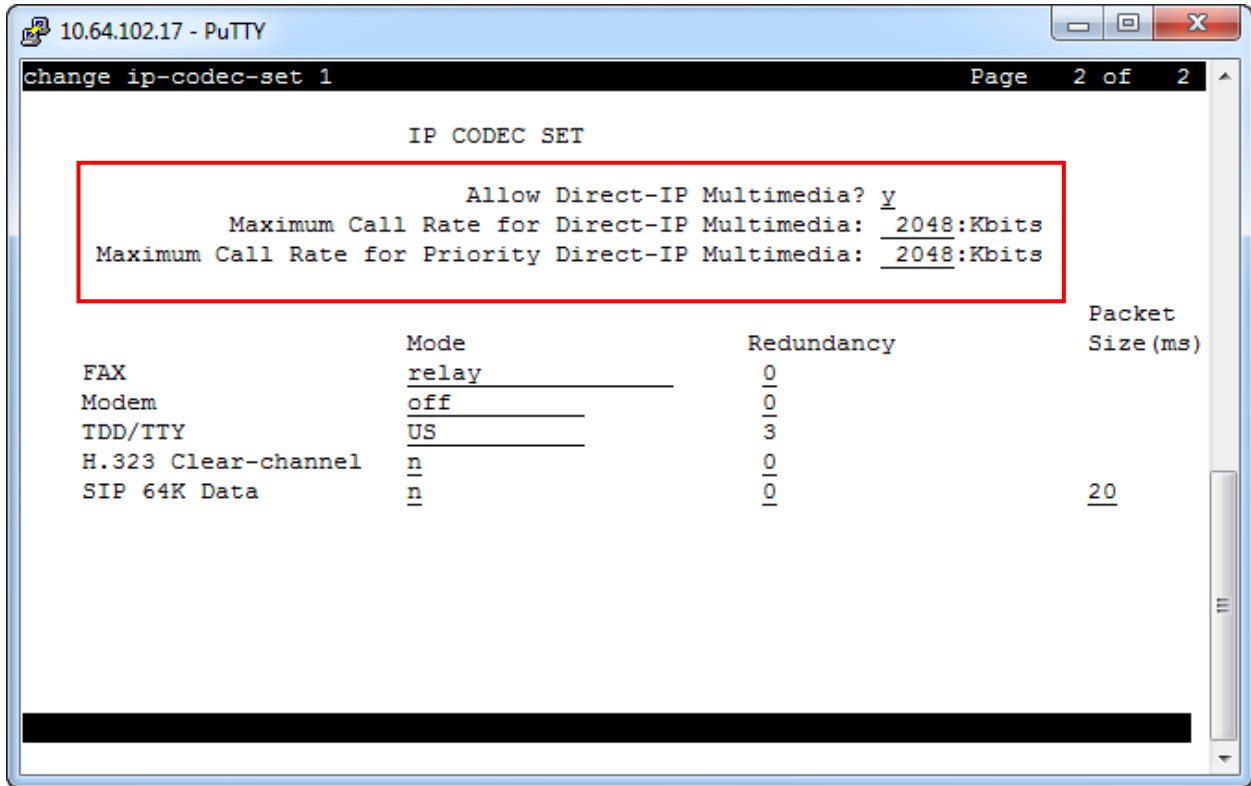 10.64.102.17 - PuTTY
change ip-codec-set 1 Page 2 of 2
IP CODEC SET
Allow Direct-IP Multimedia? y
Maximum Call Rate for Direct-IP Multimedia: 2048:Kbits
Maximum Call Rate for Priority Direct-IP Multimedia: 2048:Kbits
Packet
Mode Redundancy Size(ms)
FAX relay 0
Modem off 0
TDD/TTY US 3
H.323 Clear-channel n 0
SIP 64K Data n 0 20